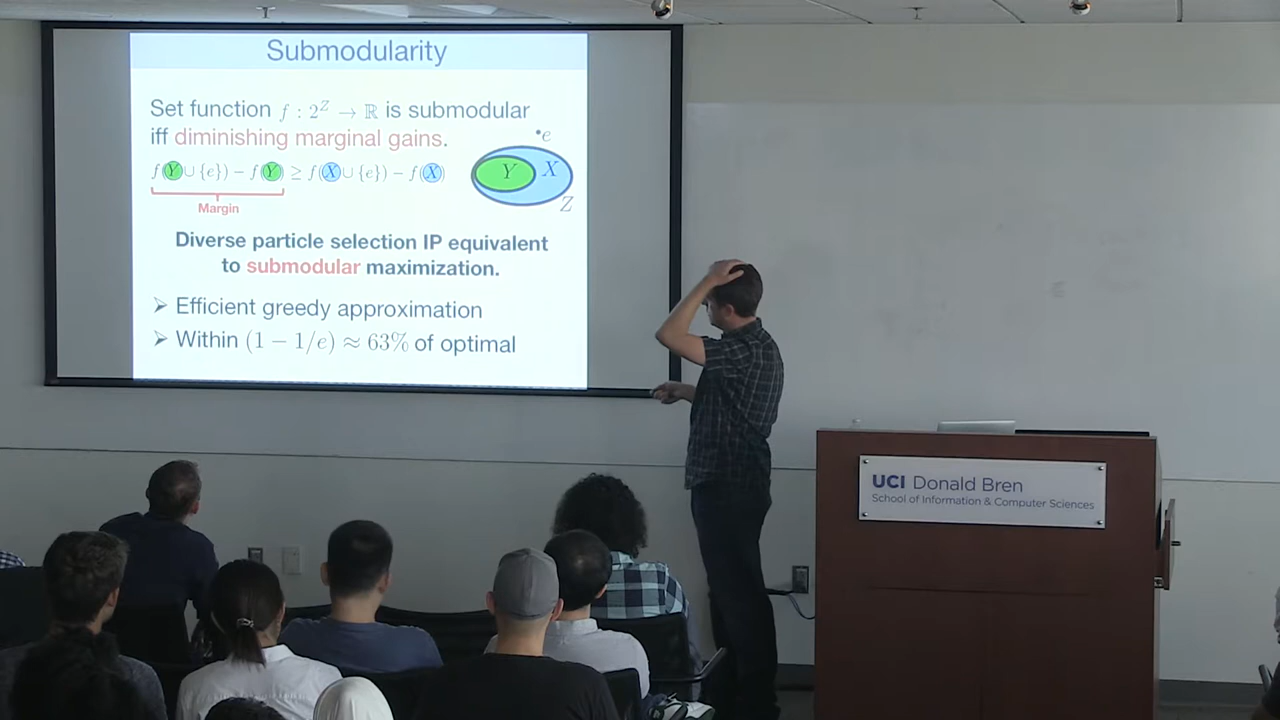 Submodularity
Set function f : 2^Z → ℝ is submodular
iff diminishing marginal gains.
•e
f(Y ∪ {e}) − f(Y) ≥ f(X ∪ {e}) − f(X)
Y X
Z
Margin
Diverse particle selection IP equivalent
to submodular maximization.
➢ Efficient greedy approximation
➢ Within (1 − 1/e) ≈ 63% of optimal
UCI Donald Bren
School of Information & Computer Sciences